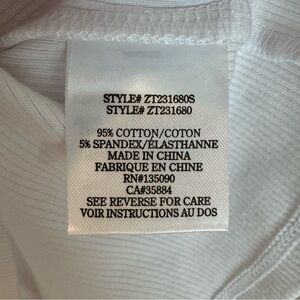 STYLE# ZT231680S
STYLE# ZT231680
95% COTTON/COTON
5% SPANDEX/ÉLASTHANNE
MADE IN CHINA
FABRIQUE EN CHINE
RN#135090
CA#35884
SEE REVERSE FOR CARE
VOIR INSTRUCTIONS AU DOS